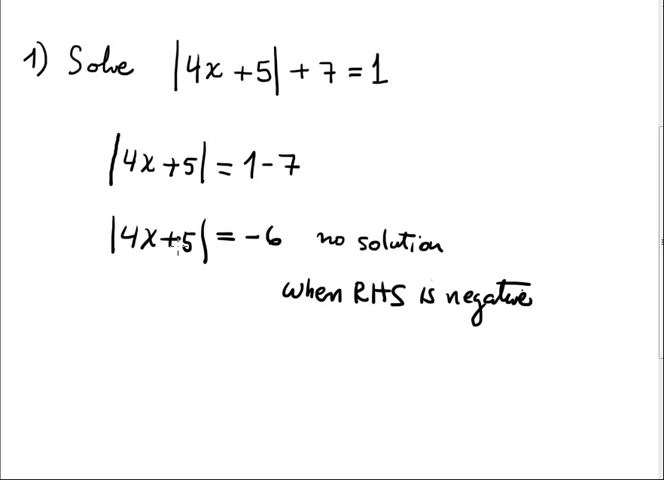 1) Solve |4x+5|+7=1
|4x+5|=1-7
|4x+5|=-6 no solution
when RHS is negative